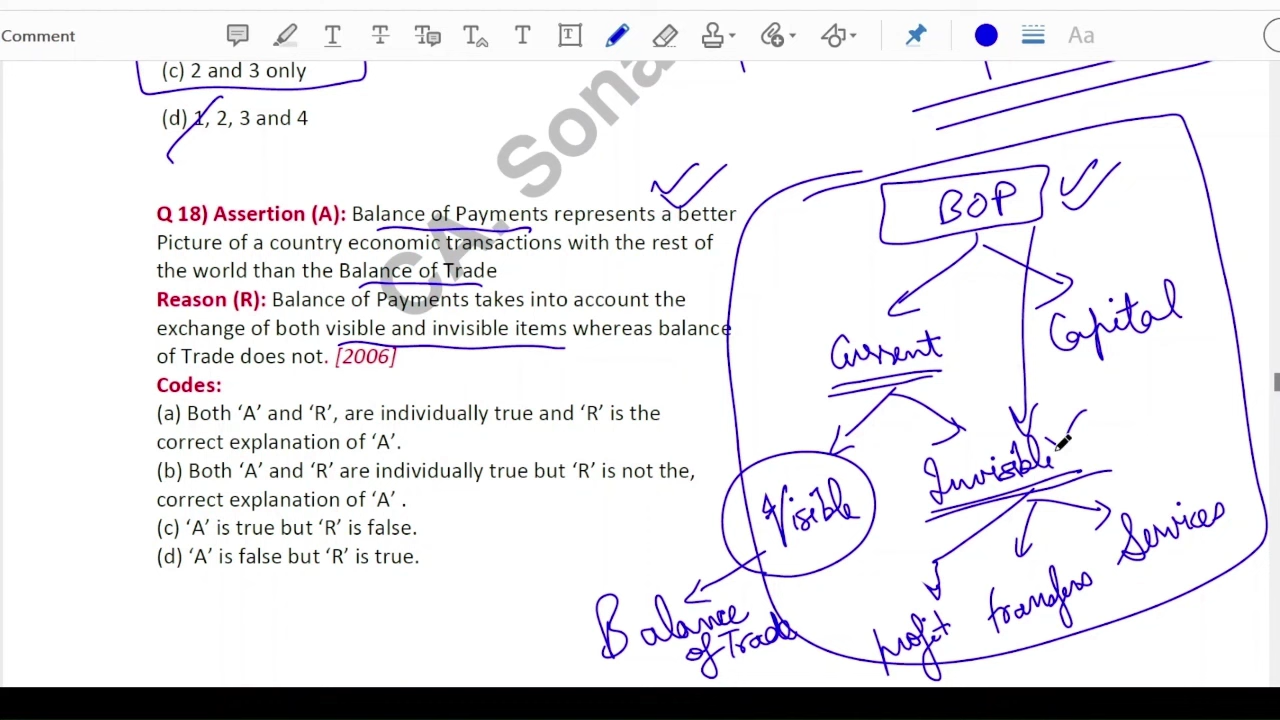 Comment
Aa
(c) 2 and 3 only
(d) 1, 2, 3 and 4
CA. Sona
Q 18) Assertion (A): Balance of Payments represents a better
Picture of a country economic transactions with the rest of
the world than the Balance of Trade
Reason (R): Balance of Payments takes into account the
exchange of both visible and invisible items whereas balance
of Trade does not. [2006]
Codes:
(a) Both ‘A’ and ‘R’, are individually true and ‘R’ is the
correct explanation of ‘A’.
(b) Both ‘A’ and ‘R’ are individually true but ‘R’ is not the,
correct explanation of ‘A’ .
(c) ‘A’ is true but ‘R’ is false.
(d) ‘A’ is false but ‘R’ is true.
BOP
Current
Capital
Visible
Invisible
Balance
of Trade
profit
transfers
Services